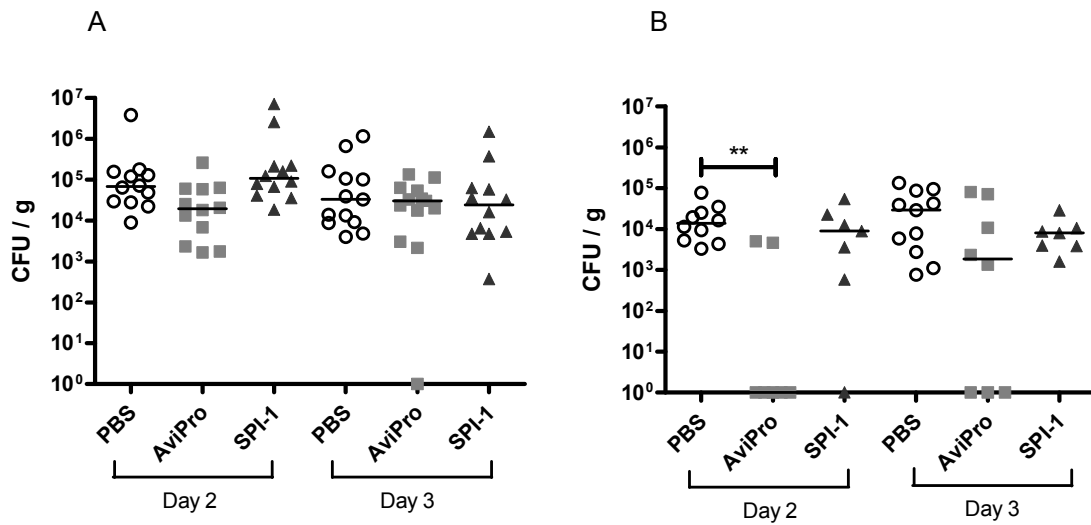 A
CFU / g
10⁷
10⁶
10⁵
10⁴
10³
10²
10¹
10⁰
PBS
AviPro
SPI-1
PBS
AviPro
SPI-1
Day 2
Day 3
B
CFU / g
10⁷
10⁶
10⁵
10⁴
10³
10²
10¹
10⁰
**
PBS
AviPro
SPI-1
PBS
AviPro
SPI-1
Day 2
Day 3